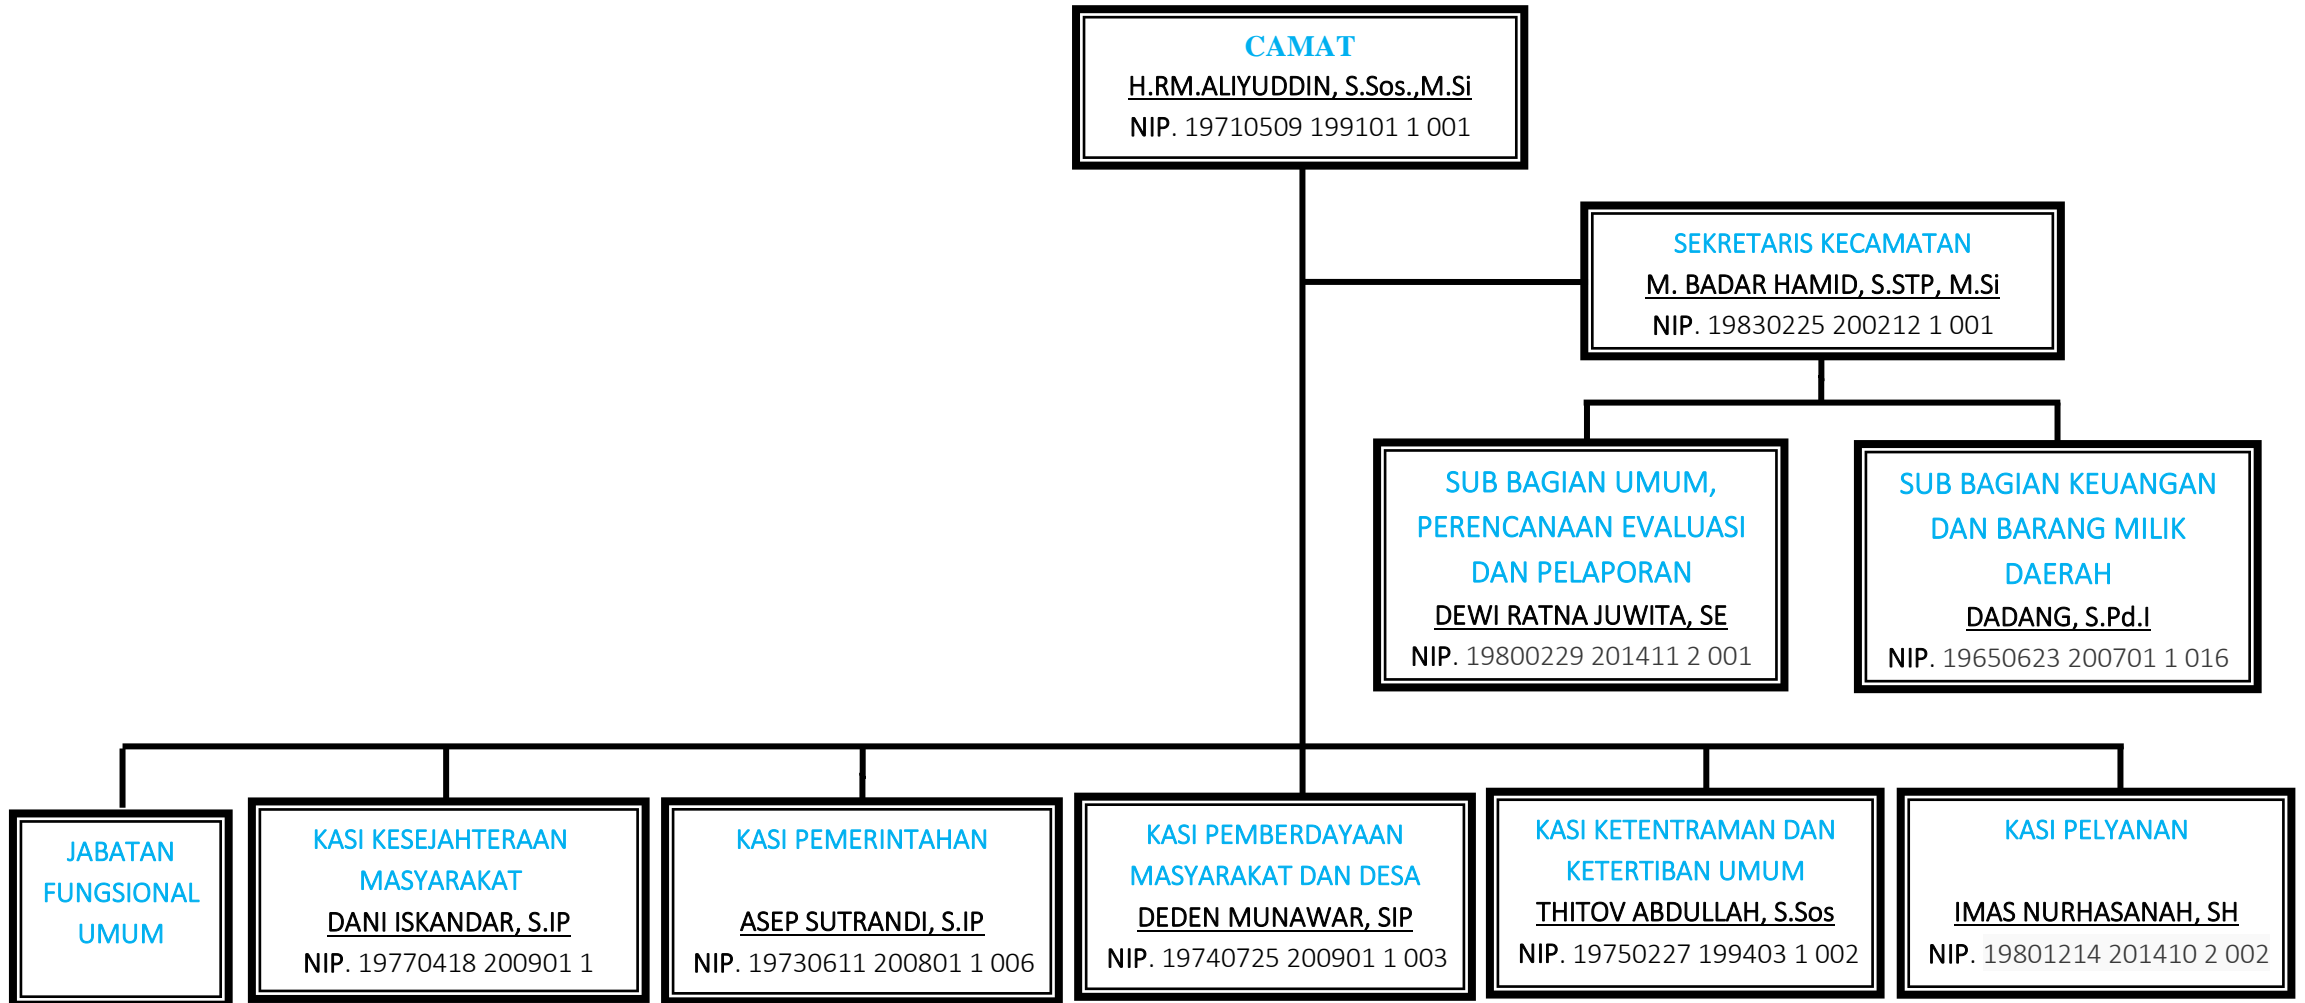 CAMAT
H.RM.ALIYUDDIN, S.Sos.,M.Si
NIP. 19710509 199101 1 001
SEKRETARIS KECAMATAN
M. BADAR HAMID, S.STP, M.Si
NIP. 19830225 200212 1 001
SUB BAGIAN UMUM,
PERENCANAAN EVALUASI
DAN PELAPORAN
DEWI RATNA JUWITA, SE
NIP. 19800229 201411 2 001
SUB BAGIAN KEUANGAN
DAN BARANG MILIK
DAERAH
DADANG, S.Pd.I
NIP. 19650623 200701 1 016
JABATAN
FUNGSIONAL
UMUM
KASI KESEJAHTERAAN
MASYARAKAT
DANI ISKANDAR, S.IP
NIP. 19770418 200901 1
KASI PEMERINTAHAN
ASEP SUTRANDI, S.IP
NIP. 19730611 200801 1 006
KASI PEMBERDAYAAN
MASYARAKAT DAN DESA
DEDEN MUNAWAR, SIP
NIP. 19740725 200901 1 003
KASI KETENTRAMAN DAN
KETERTIBAN UMUM
THITOV ABDULLAH, S.Sos
NIP. 19750227 199403 1 002
KASI PELYANAN
IMAS NURHASANAH, SH
NIP. 19801214 201410 2 002